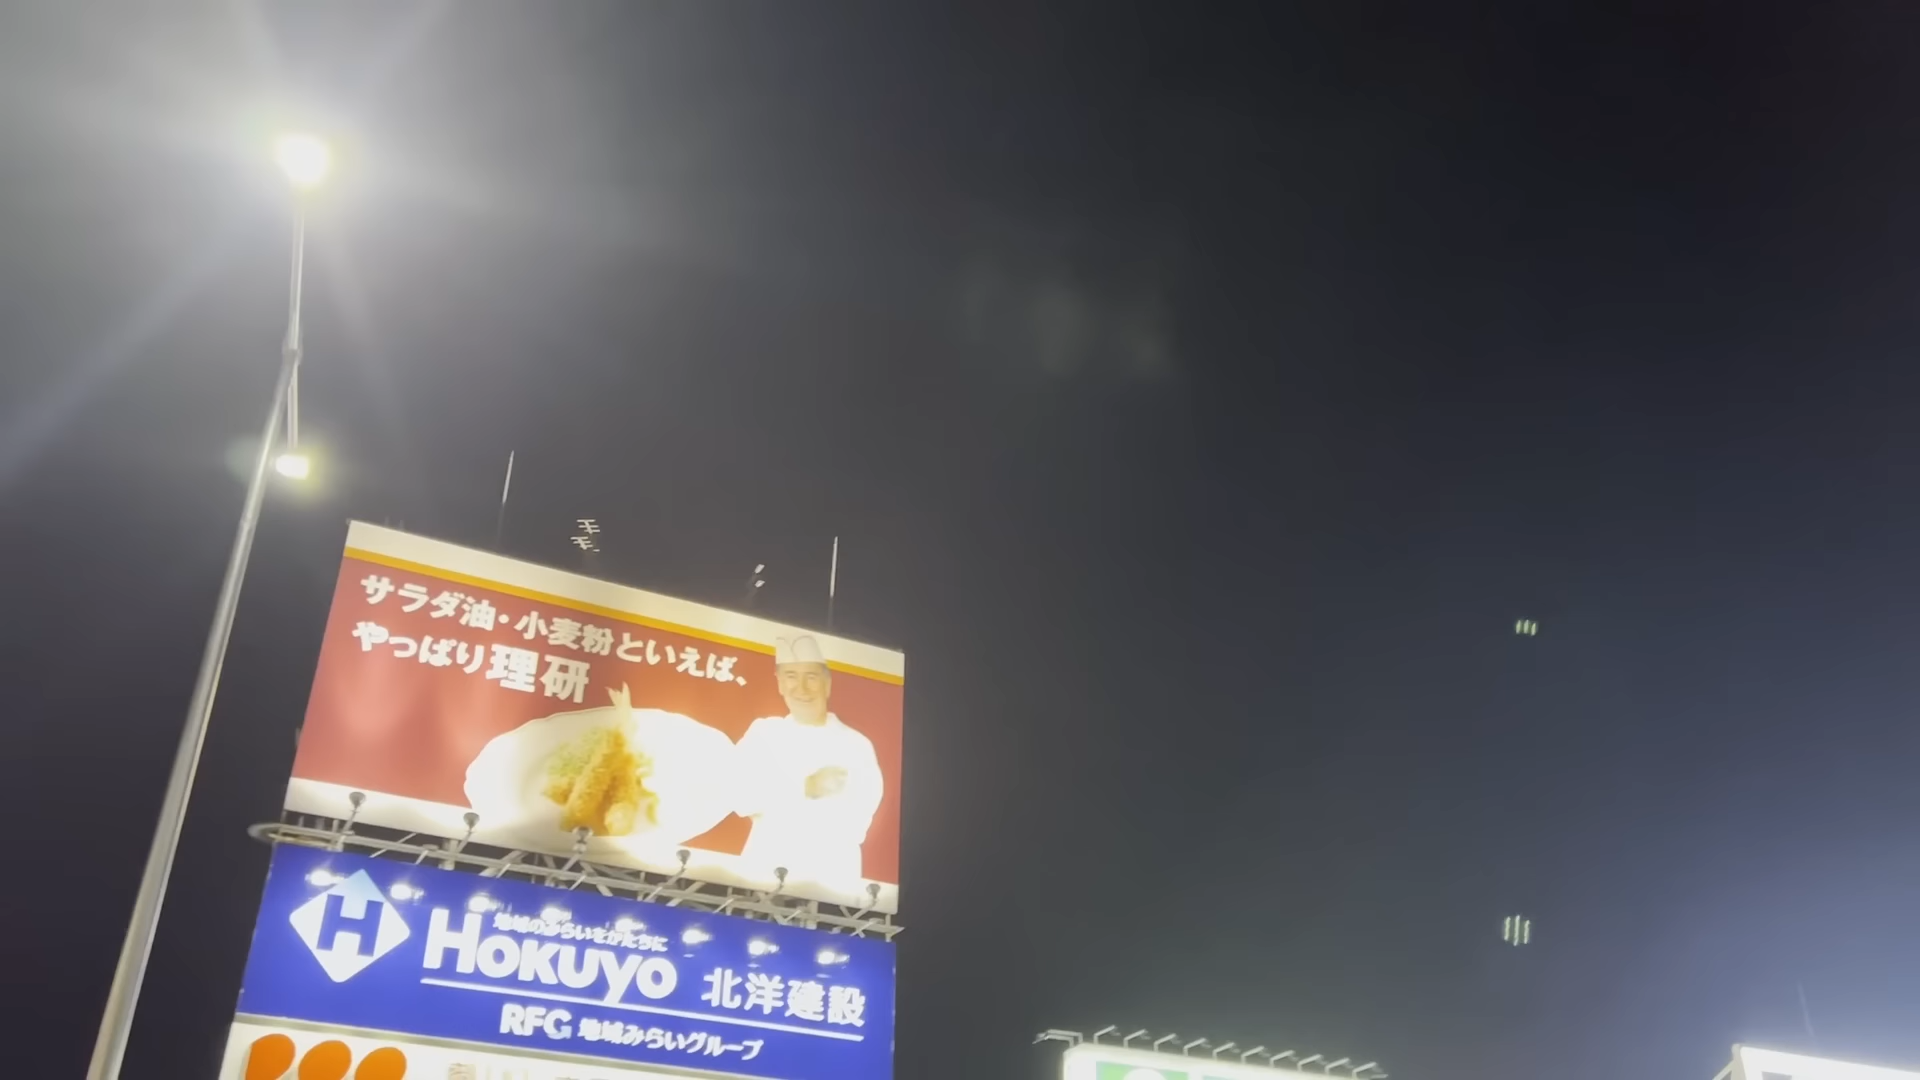 サラダ油・小麦粉といえば、
やっぱり理研
地域のみらいをかたちに
HOKUYO 北洋建設
RFG 地域みらいグループ